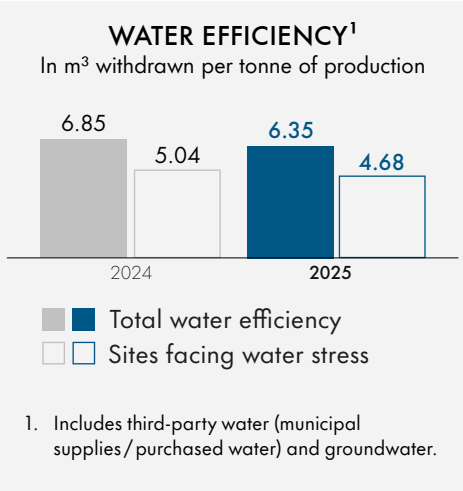 WATER EFFICIENCY¹
In m³ withdrawn per tonne of production
6.85
5.04
6.35
4.68
2024
2025
Total water efficiency
Sites facing water stress
1. Includes third-party water (municipal
supplies/purchased water) and groundwater.